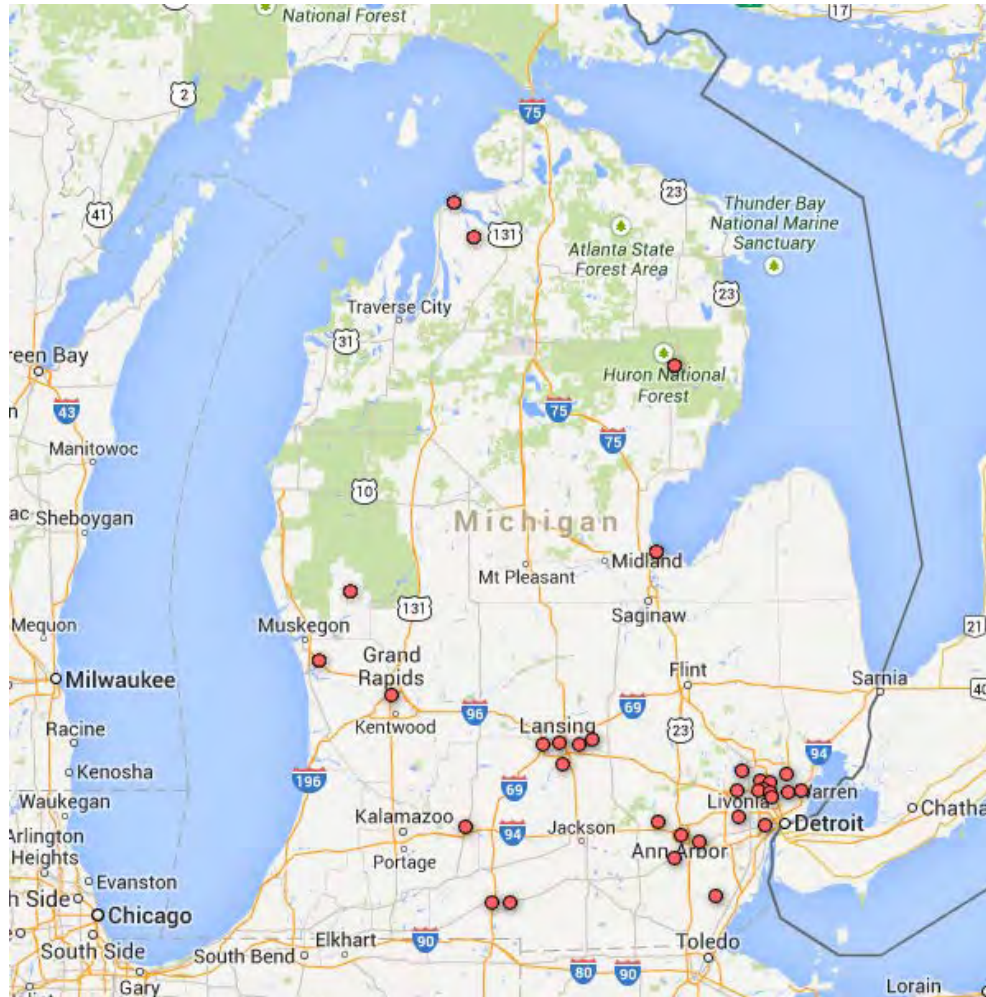 National Forest
17
2
75
41
23
Thunder Bay
National Marine
Sanctuary
131
Atlanta State
Forest Area
23
Traverse City
31
reen Bay
Huron National
Forest
43
75
75
Manitowoc
10
ac
Sheboygan
Michigan
Midland
Mt Pleasant
Saginaw
131
Mequon
Muskegon
21
Grand
Rapids
Flint
Sarnia
Milwaukee
40
Kentwood
96
69
Lansing
23
Racine
94
Kenosha
196
69
Livonia
arren
Waukegan
Chatha
Kalamazoo
Detroit
Arlington
Heights
94
Jackson
Portage
Ann Arbor
Evanston
h Side
Chicago
Elkhart
90
Toledo
South Side
South Bend
80
90
Gary
Lorain